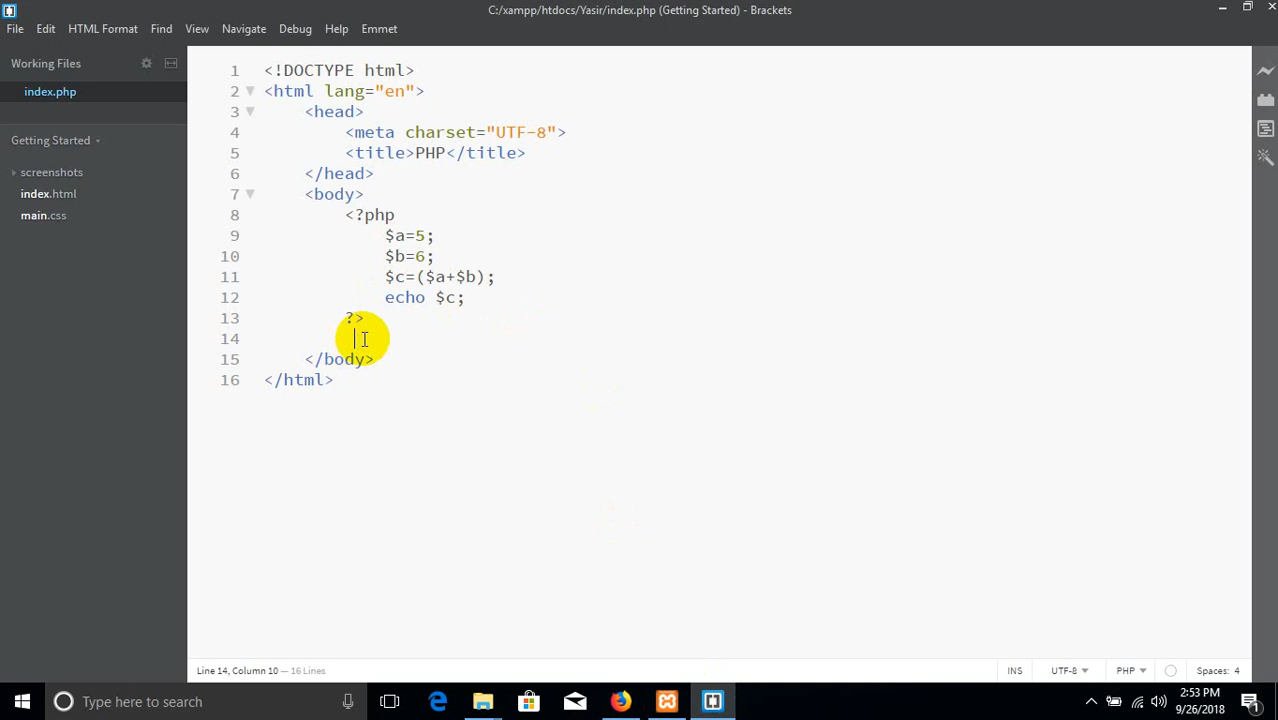 C:/xampp/htdocs/Yasir/index.php (Getting Started) - Brackets
File Edit View Navigate Debug Help Emmet
HTML Format Find
Working Files
index.php
Getting Started
screenshots
index.html
main.css
1 <!DOCTYPE html>
2 <html lang="en">
3 <head>
4 <meta charset="UTF-8">
5 <title>PHP</title>
6 </head>
7 <body>
8 <?php
9 $a=5;
10 $b=6;
11 $c=($a+$b);
12 echo $c;
13 ?>
14
15 </body>
16 </html>
Line 14, Column 10 — 16 Lines
INS UTF-8 PHP Spaces: 4
Type here to search
2:53 PM
9/26/2018
1